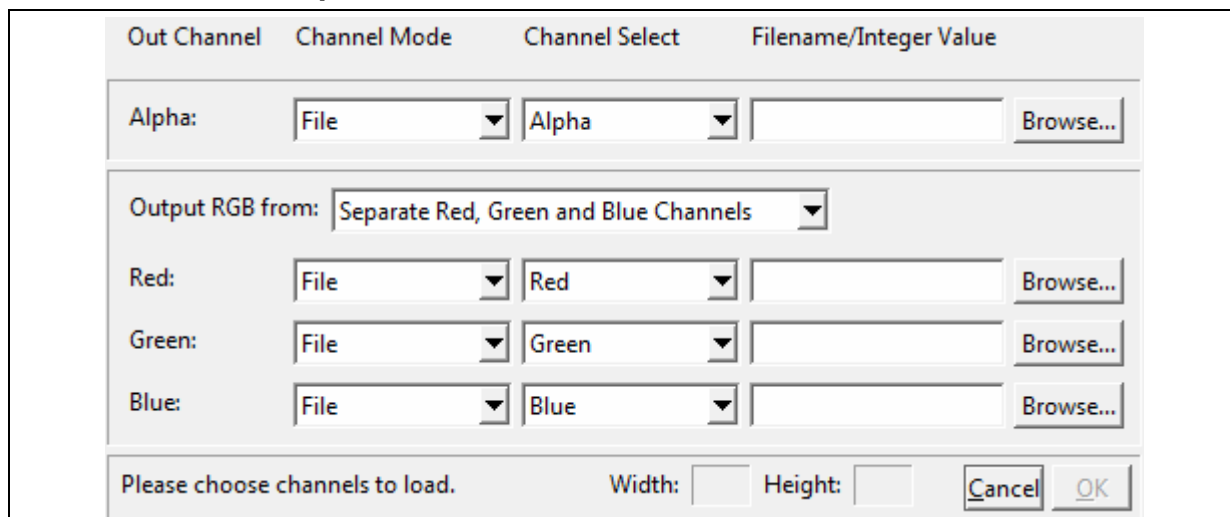 Out Channel Channel Mode Channel Select Filename/Integer Value
Alpha: File Alpha Browse...
Output RGB from: Separate Red, Green and Blue Channels
Red: File Red Browse...
Green: File Green Browse...
Blue: File Blue Browse...
Please choose channels to load. Width: Height: Cancel OK